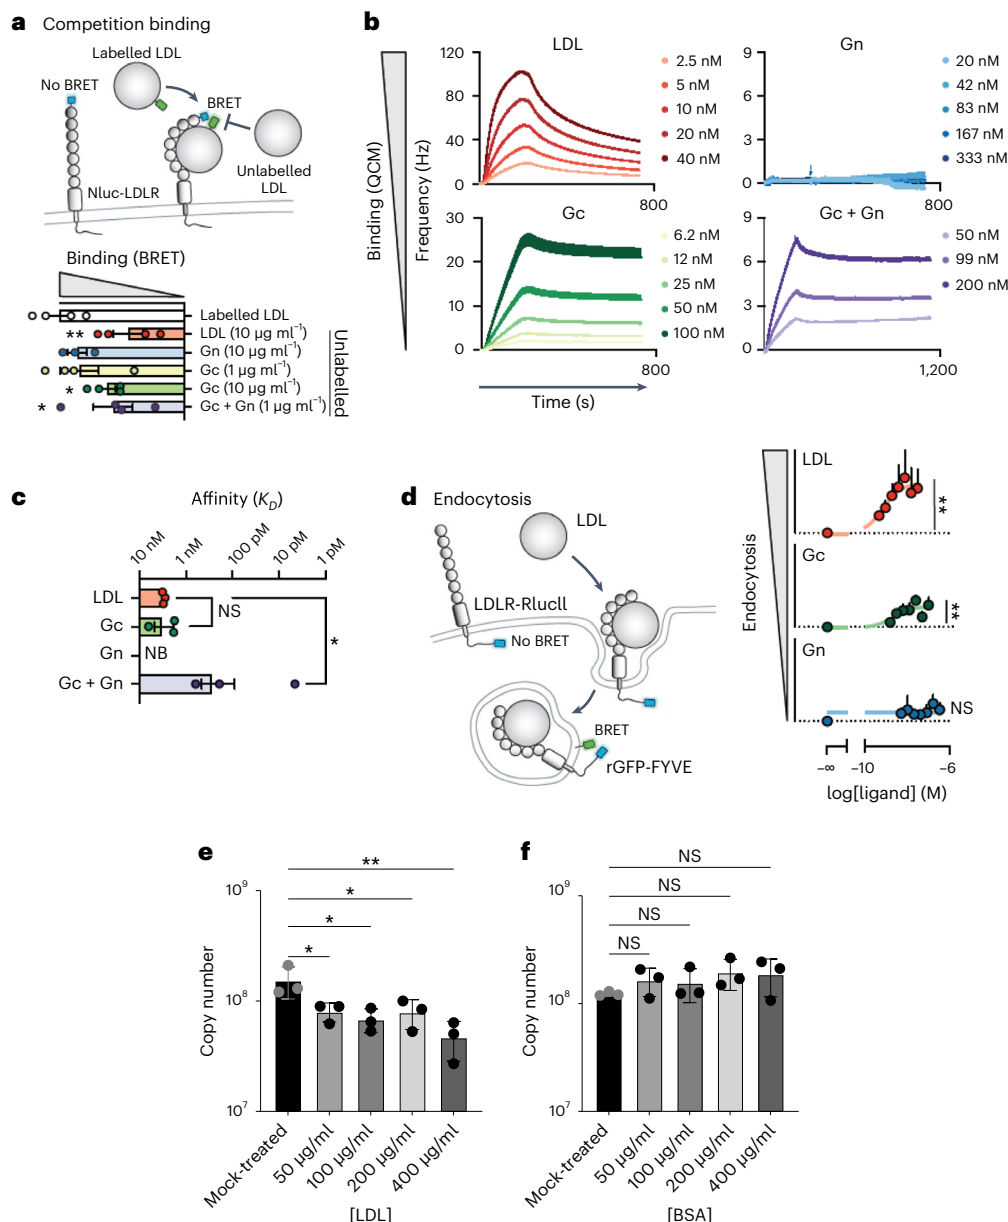 a Competition binding
Labelled LDL
No BRET
BRET
Unlabelled
LDL
Nluc-LDLR
Binding (BRET)
Labelled LDL
** LDL (10 µg ml⁻¹)
Gn (10 µg ml⁻¹)
Gc (1 µg ml⁻¹)
* Gc (10 µg ml⁻¹)
* Gc + Gn (1 µg ml⁻¹)
Unlabelled
b
Binding (QCM)
Frequency (Hz)
LDL
120
80
40
0
800
2.5 nM
5 nM
10 nM
20 nM
40 nM
Gn
9
6
3
0
800
20 nM
42 nM
83 nM
167 nM
333 nM
Gc
30
20
10
0
800
6.2 nM
12 nM
25 nM
50 nM
100 nM
Gc + Gn
9
6
3
0
1,200
50 nM
99 nM
200 nM
Time (s)
c
Affinity (K_D)
10 nM
1 nM
100 pM
10 pM
1 pM
LDL
Gc
NS
Gn NB
*
Gc + Gn
d Endocytosis
LDL
LDLR-RlucII
No BRET
BRET
rGFP-FYVE
Endocytosis
LDL
**
Gc
**
Gn
NS
−∞ −10 −6
log[ligand] (M)
e
**
*
*
*
Copy number
10⁹
10⁸
10⁷
Mock-treated
50 µg/ml
100 µg/ml
200 µg/ml
400 µg/ml
[LDL]
f
NS
NS
NS
NS
Copy number
10⁹
10⁸
10⁷
Mock-treated
50 µg/ml
100 µg/ml
200 µg/ml
400 µg/ml
[BSA]